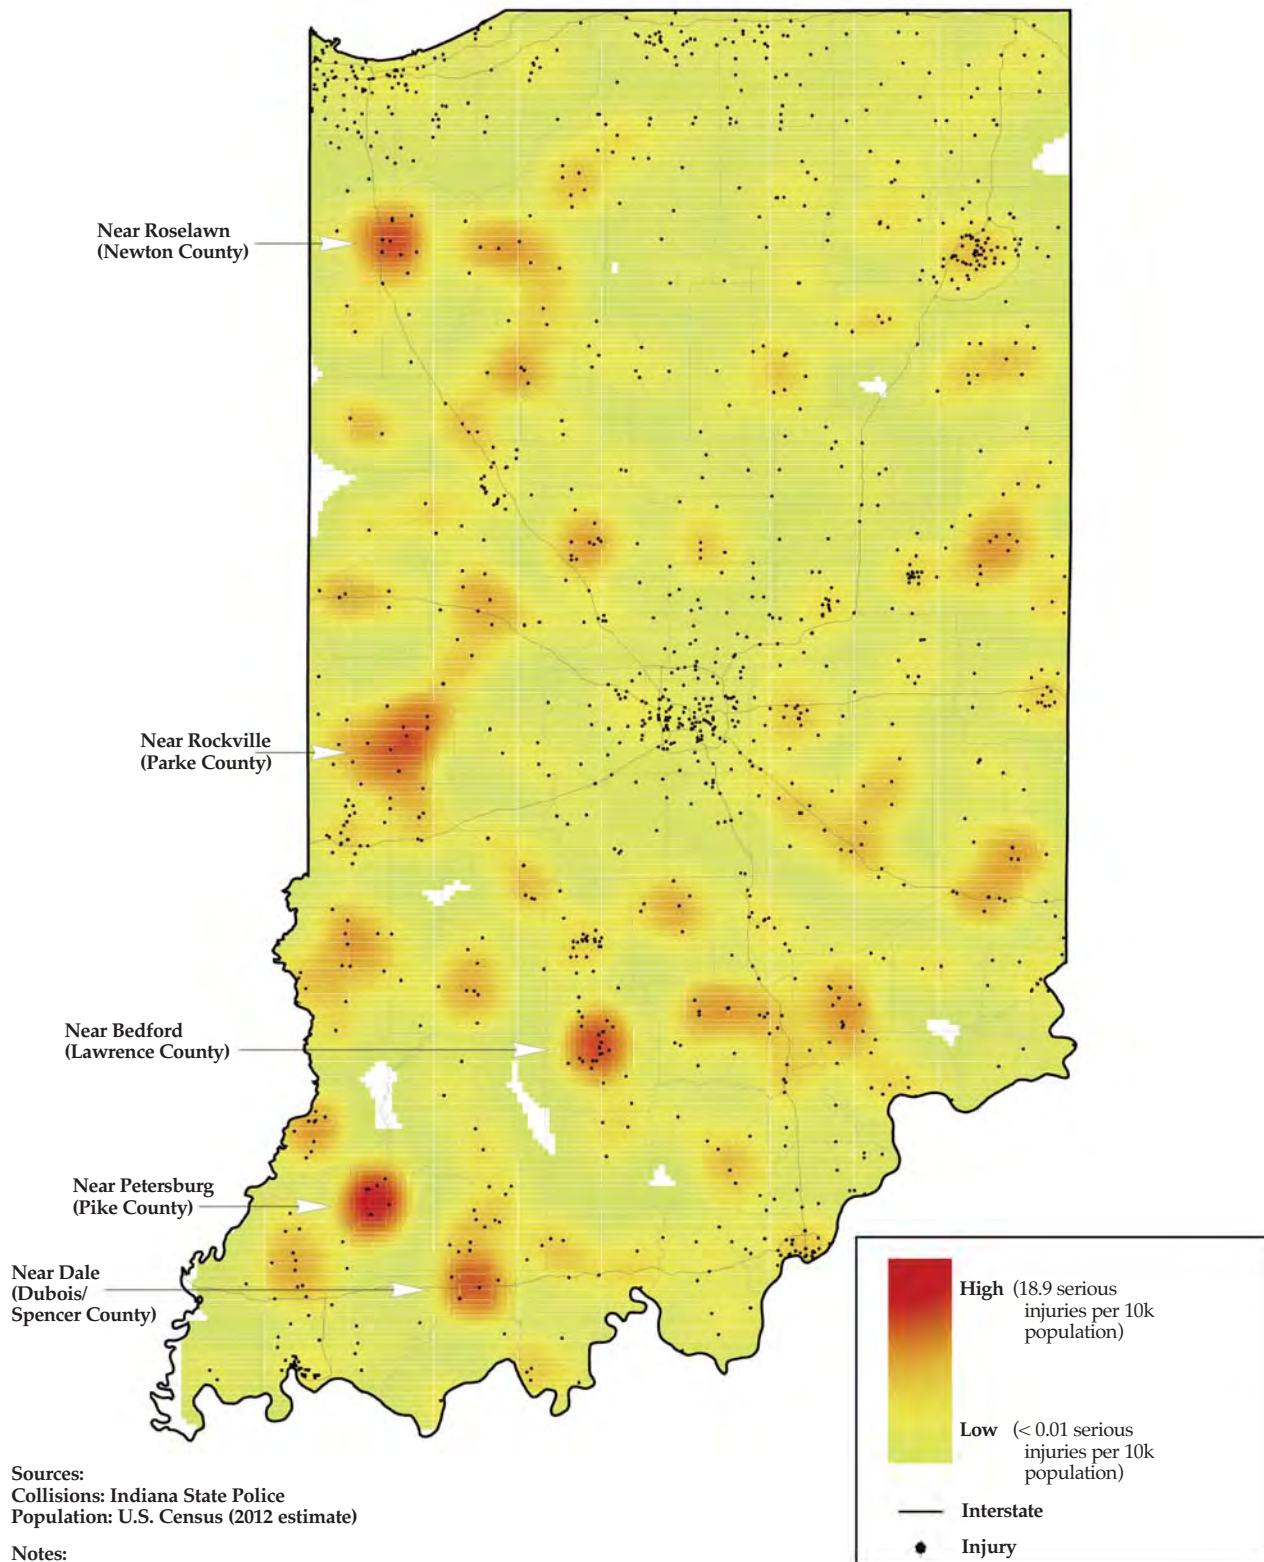 Near Roselawn
(Newton County)
Near Rockville
(Parke County)
Near Bedford
(Lawrence County)
Near Petersburg
(Pike County)
Near Dale
(Dubois/
Spencer County)
High (18.9 serious
injuries per 10k
population)
Low (< 0.01 serious
injuries per 10k
population)
Interstate
Injury
Sources:
Collisions: Indiana State Police
Population: U.S. Census (2012 estimate)
Notes: